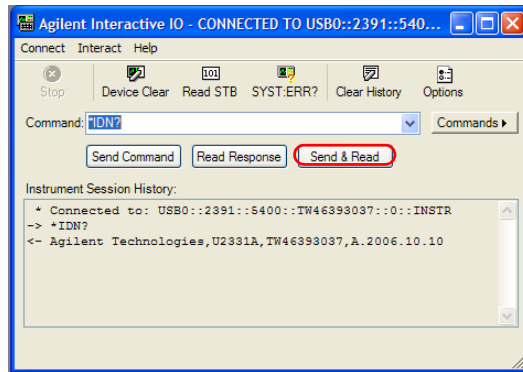 Agilent Interactive IO - CONNECTED TO USB0::2391::540...
Connect Interact Help
Stop Device Clear Read STB SYST:ERR? Clear History Options
Command: *IDN? Commands
Send Command Read Response Send & Read
Instrument Session History:
* Connected to: USB0::2391::5400::TW46393037::0::INSTR
-> *IDN?
<- Agilent Technologies,U2331A,TW46393037,A.2006.10.10